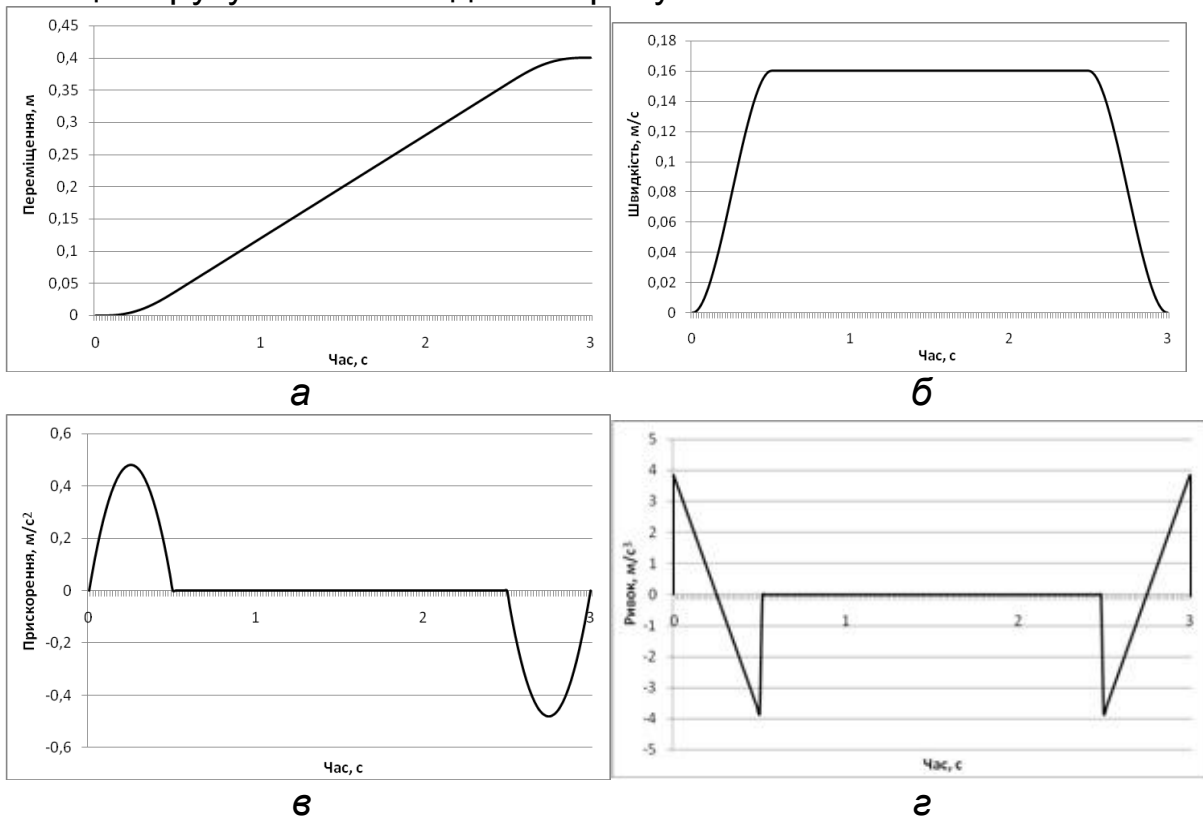 0,45
0,4
0,35
0,3
0,25
0,2
0,15
0,1
0,05
0
Переміщення, м
0 1 2 3
Час, с
а
0,18
0,16
0,14
0,12
0,1
0,08
0,06
0,04
0,02
0
Швидкість, м/с
0 1 2 3
Час, с
б
0,6
0,4
0,2
0
-0,2
-0,4
-0,6
Прискорення, м/с²
0 1 2 3
Час, с
в
5
4
3
2
1
0
-1
-2
-3
-4
-5
Ривок, м/с³
0 1 2 3
Час, с
г